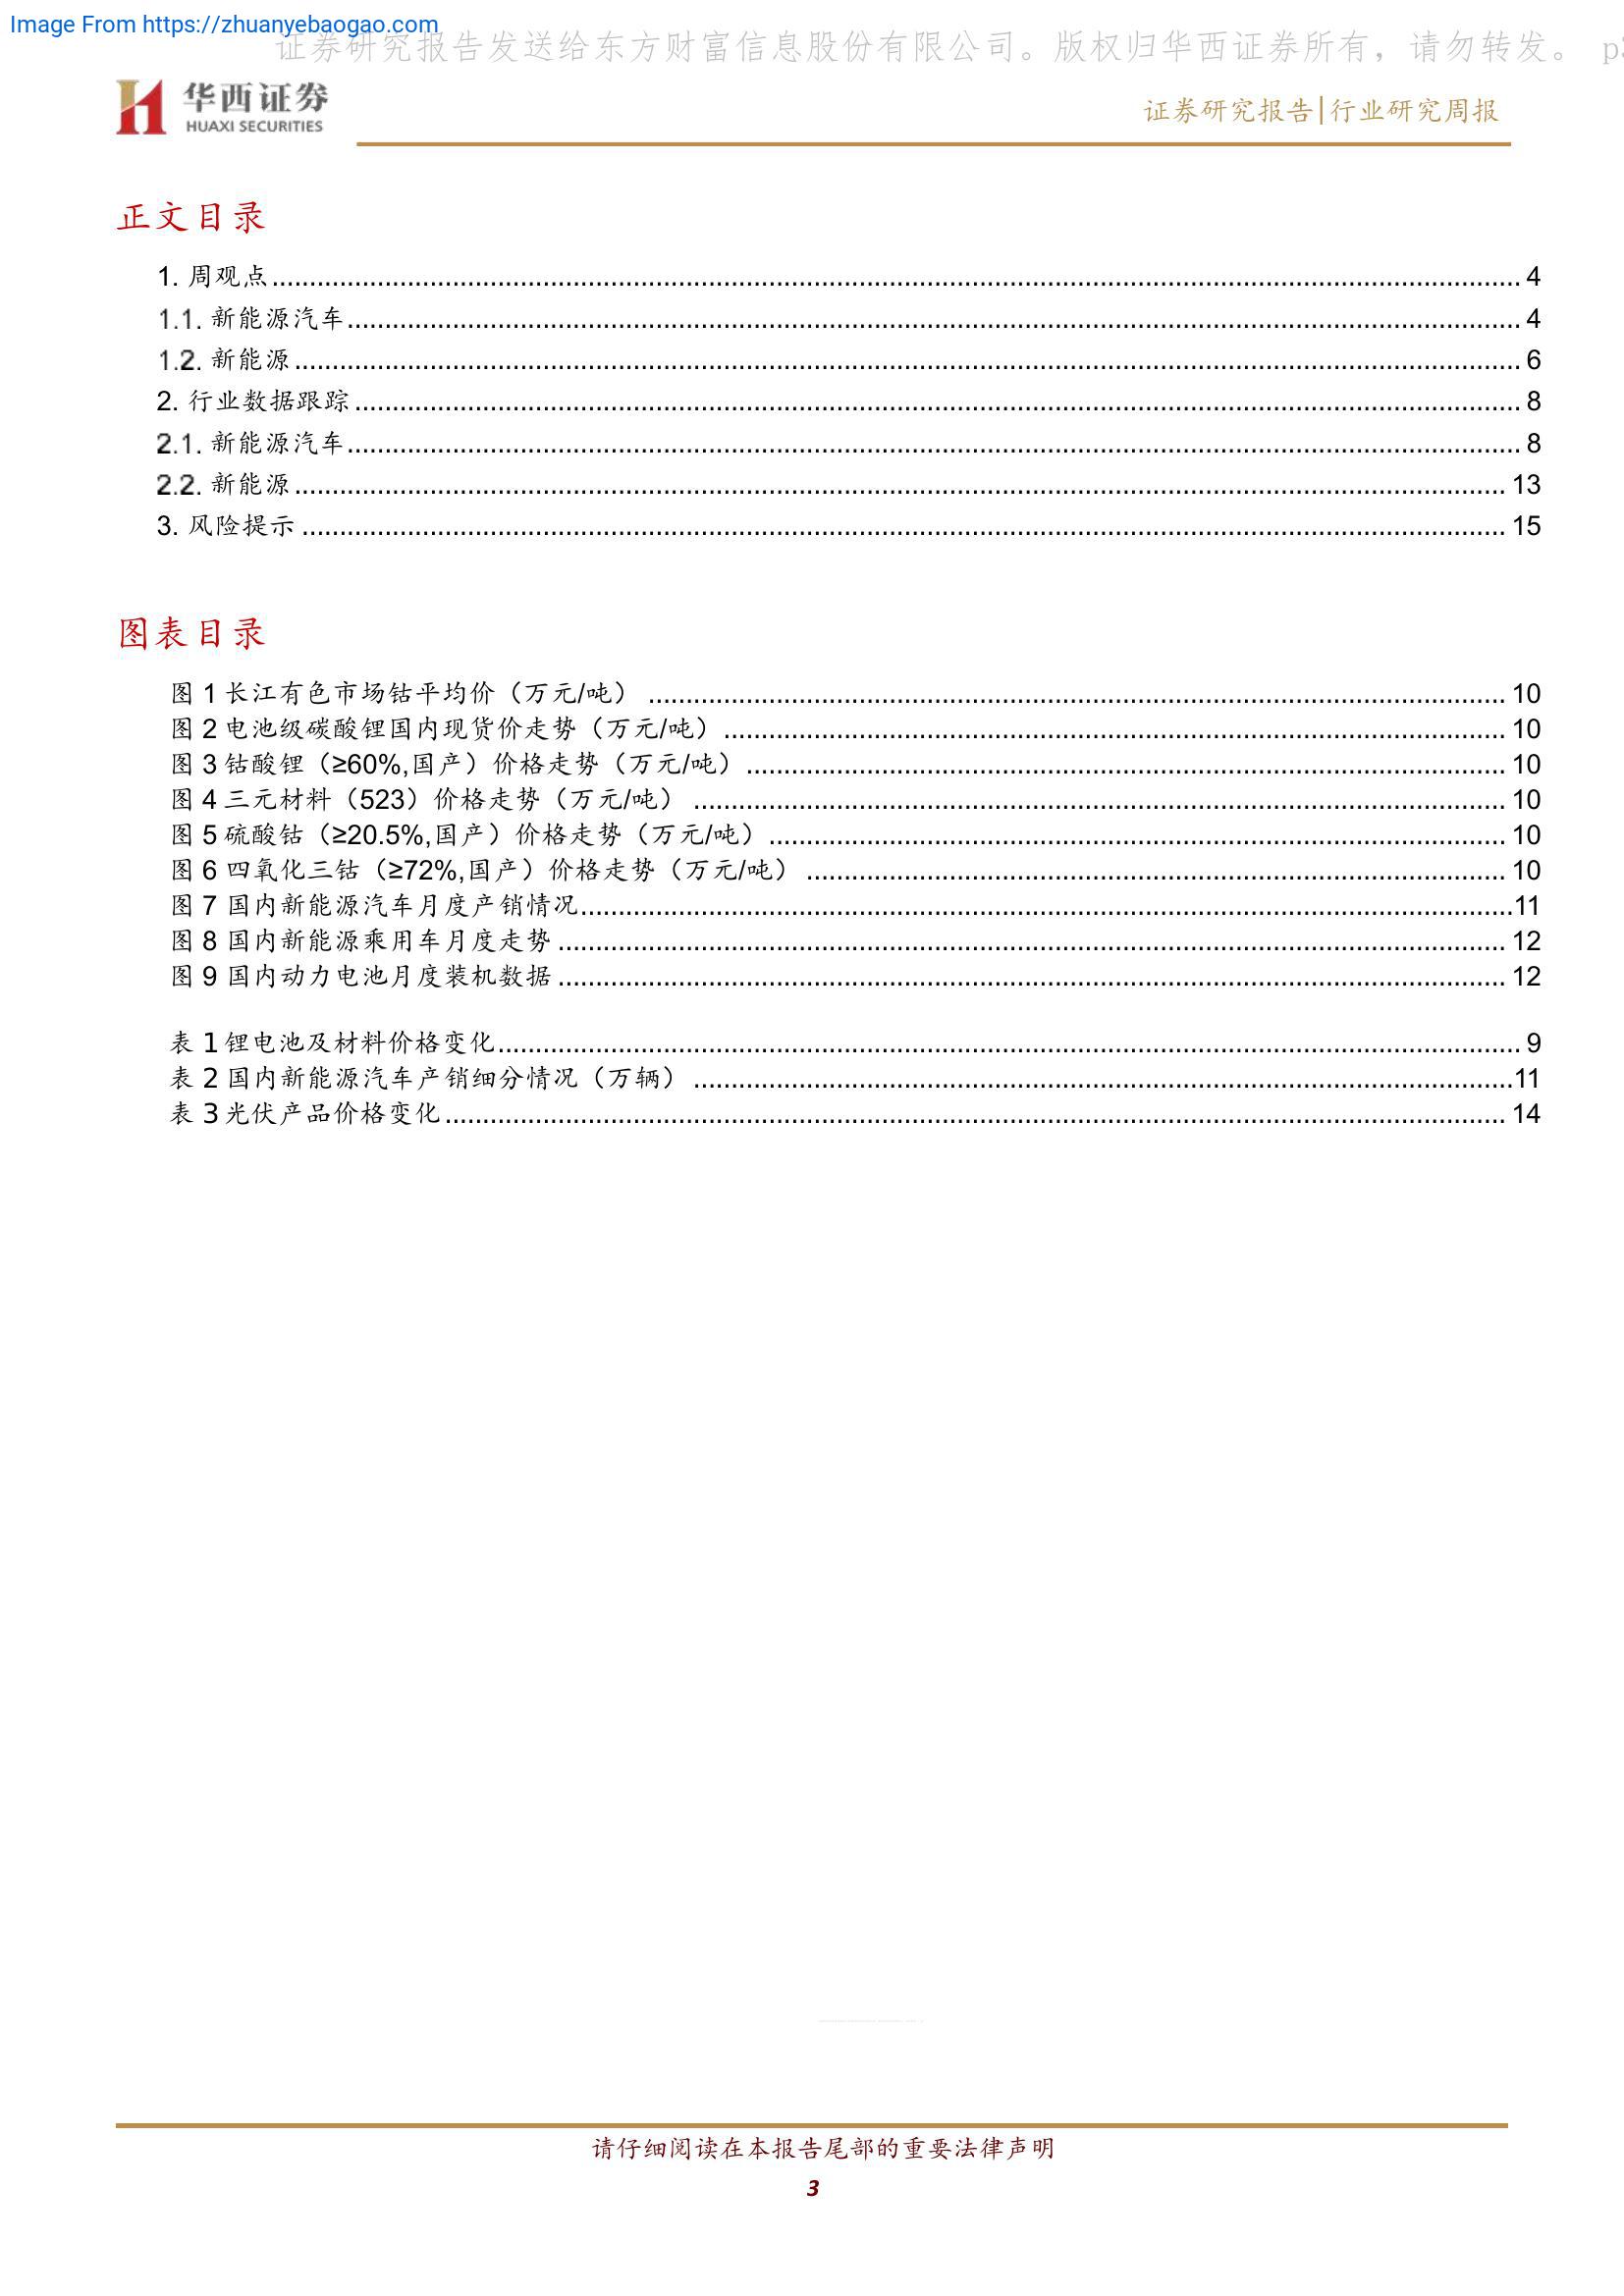 Image From https://zhuanyebaogao.com
证券研究报告发送给东方财富信息股份有限公司。版权归华西证券所有，请勿转发。 p3
华西证券
HUAXI SECURITIES
证券研究报告|行业研究周报
正文目录
1. 周观点 4
1.1. 新能源汽车 4
1.2. 新能源 6
2. 行业数据跟踪 8
2.1. 新能源汽车 8
2.2. 新能源 13
3. 风险提示 15
图表目录
图 1 长江有色市场钴平均价（万元/吨） 10
图 2 电池级碳酸锂国内现货价走势（万元/吨） 10
图 3 钴酸锂（≥60%,国产）价格走势（万元/吨） 10
图 4 三元材料（523）价格走势（万元/吨） 10
图 5 硫酸钴（≥20.5%,国产）价格走势（万元/吨） 10
图 6 四氧化三钴（≥72%,国产）价格走势（万元/吨） 10
图 7 国内新能源汽车月度产销情况 11
图 8 国内新能源乘用车月度走势 12
图 9 国内动力电池月度装机数据 12
表 1 锂电池及材料价格变化 9
表 2 国内新能源汽车产销细分情况（万辆） 11
表 3 光伏产品价格变化 14
请仔细阅读在本报告尾部的重要法律声明
3